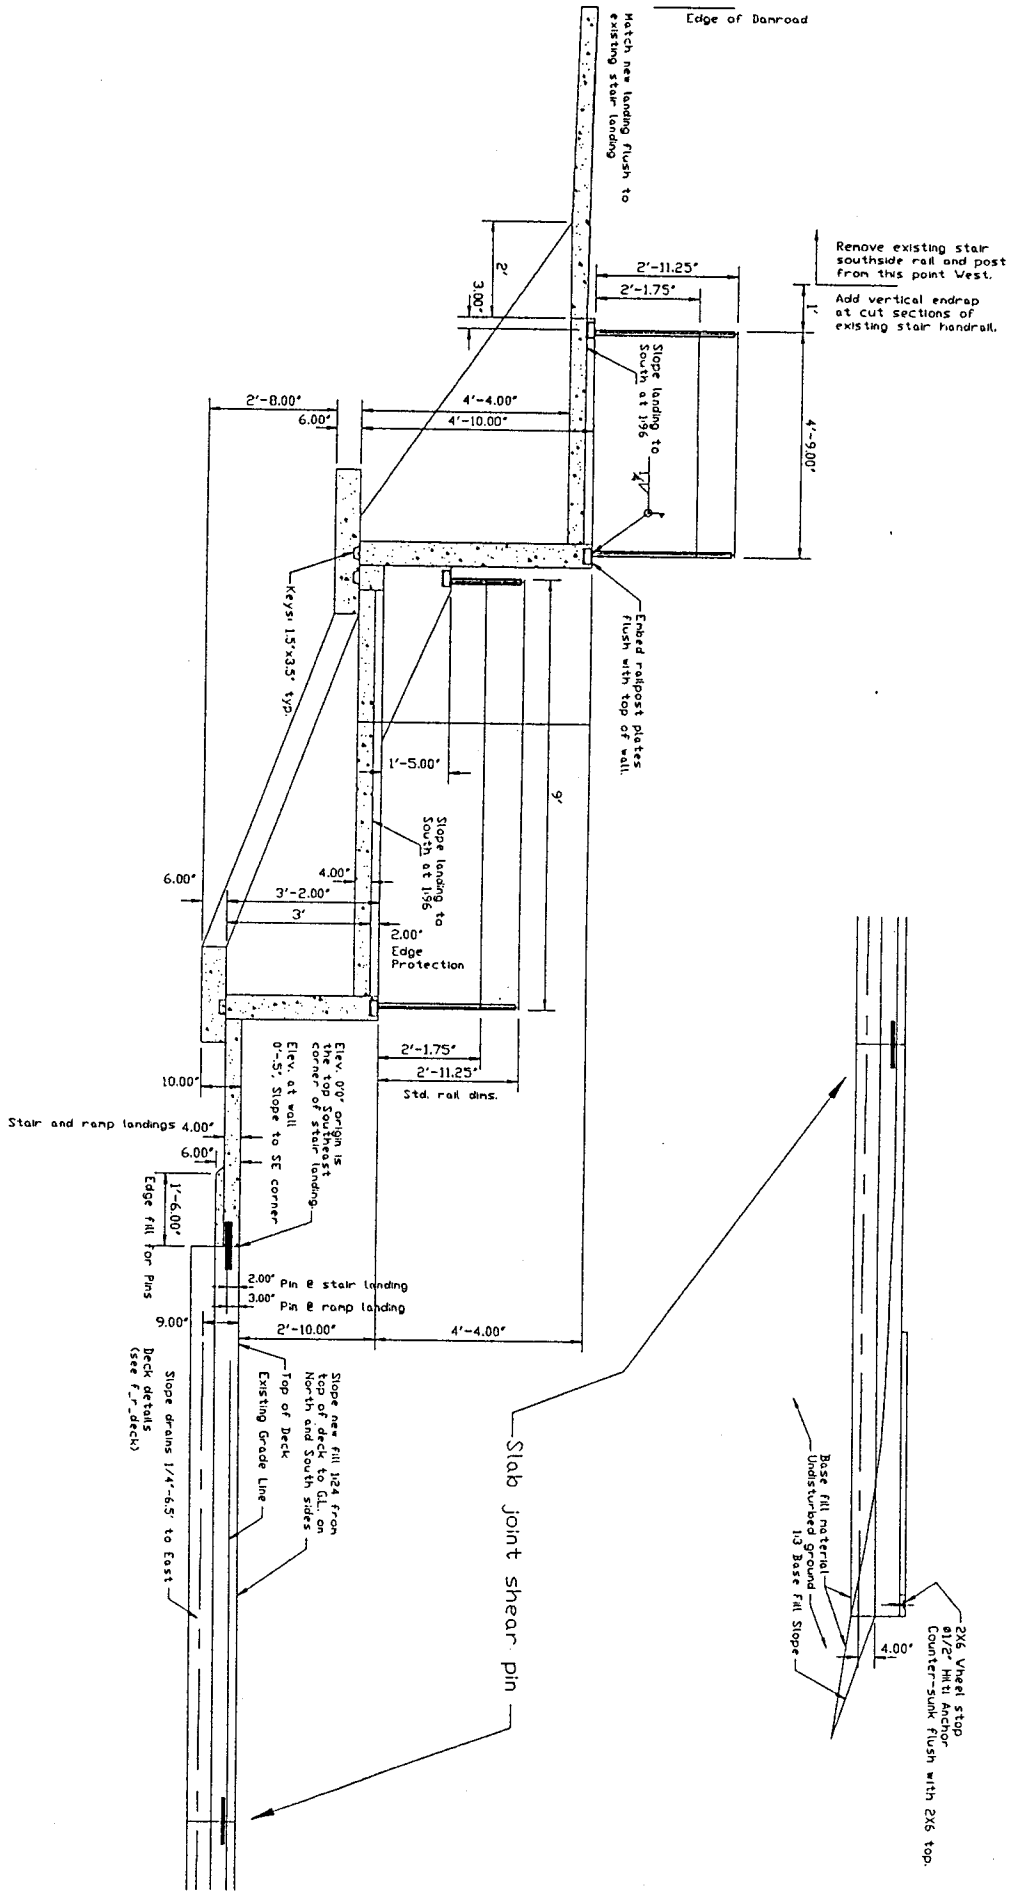 Edge of Damroad
Match new landing flush to
existing stair landing
Remove existing stair
southside rail and post
from this point West.
Add vertical endcap
at cut sections of
existing stair handrail.
2'-11.25"
2'-1.75"
1'
4'-9.00"
2'
3.00"
Slope landing to
South at 1:96
2'-8.00"
6.00"
4'-4.00"
4'-10.00"
Keys: 1.5"x3.5" typ.
Embed railpost plates
flush with top of wall.
1'-5.00"
9'
Slope landing to
South at 1:96
4.00"
6.00"
3'-2.00"
3'
2.00"
Edge
Protection
2'-1.75"
2'-11.25"
Std. rail dims.
Elev. 0'0" origin is
the top Southeast
corner of stair landing.
Elev. at wall
0'-.5", Slope to SE corner
10.00"
Stair and ramp landings 4.00"
6.00"
1'-6.00"
Edge fill for Pins
2.00" Pin @ stair landing
3.00" Pin @ ramp landing
9.00"
2'-10.00"
4'-4.00"
Deck details
(see f_r_deck)
Slope drains 1/4"-6.5' to East
Existing Grade Line
Top of Deck
Slope new fill 1:24 from
top of deck to G.L. on
North and South sides
Slab joint shear pin
Base fill material
Undisturbed ground
1:3 Base Fill Slope
4.00"
2X6 Wheel stop
ø1/2" Hilti Anchor
Counter-sunk flush with 2X6 top.